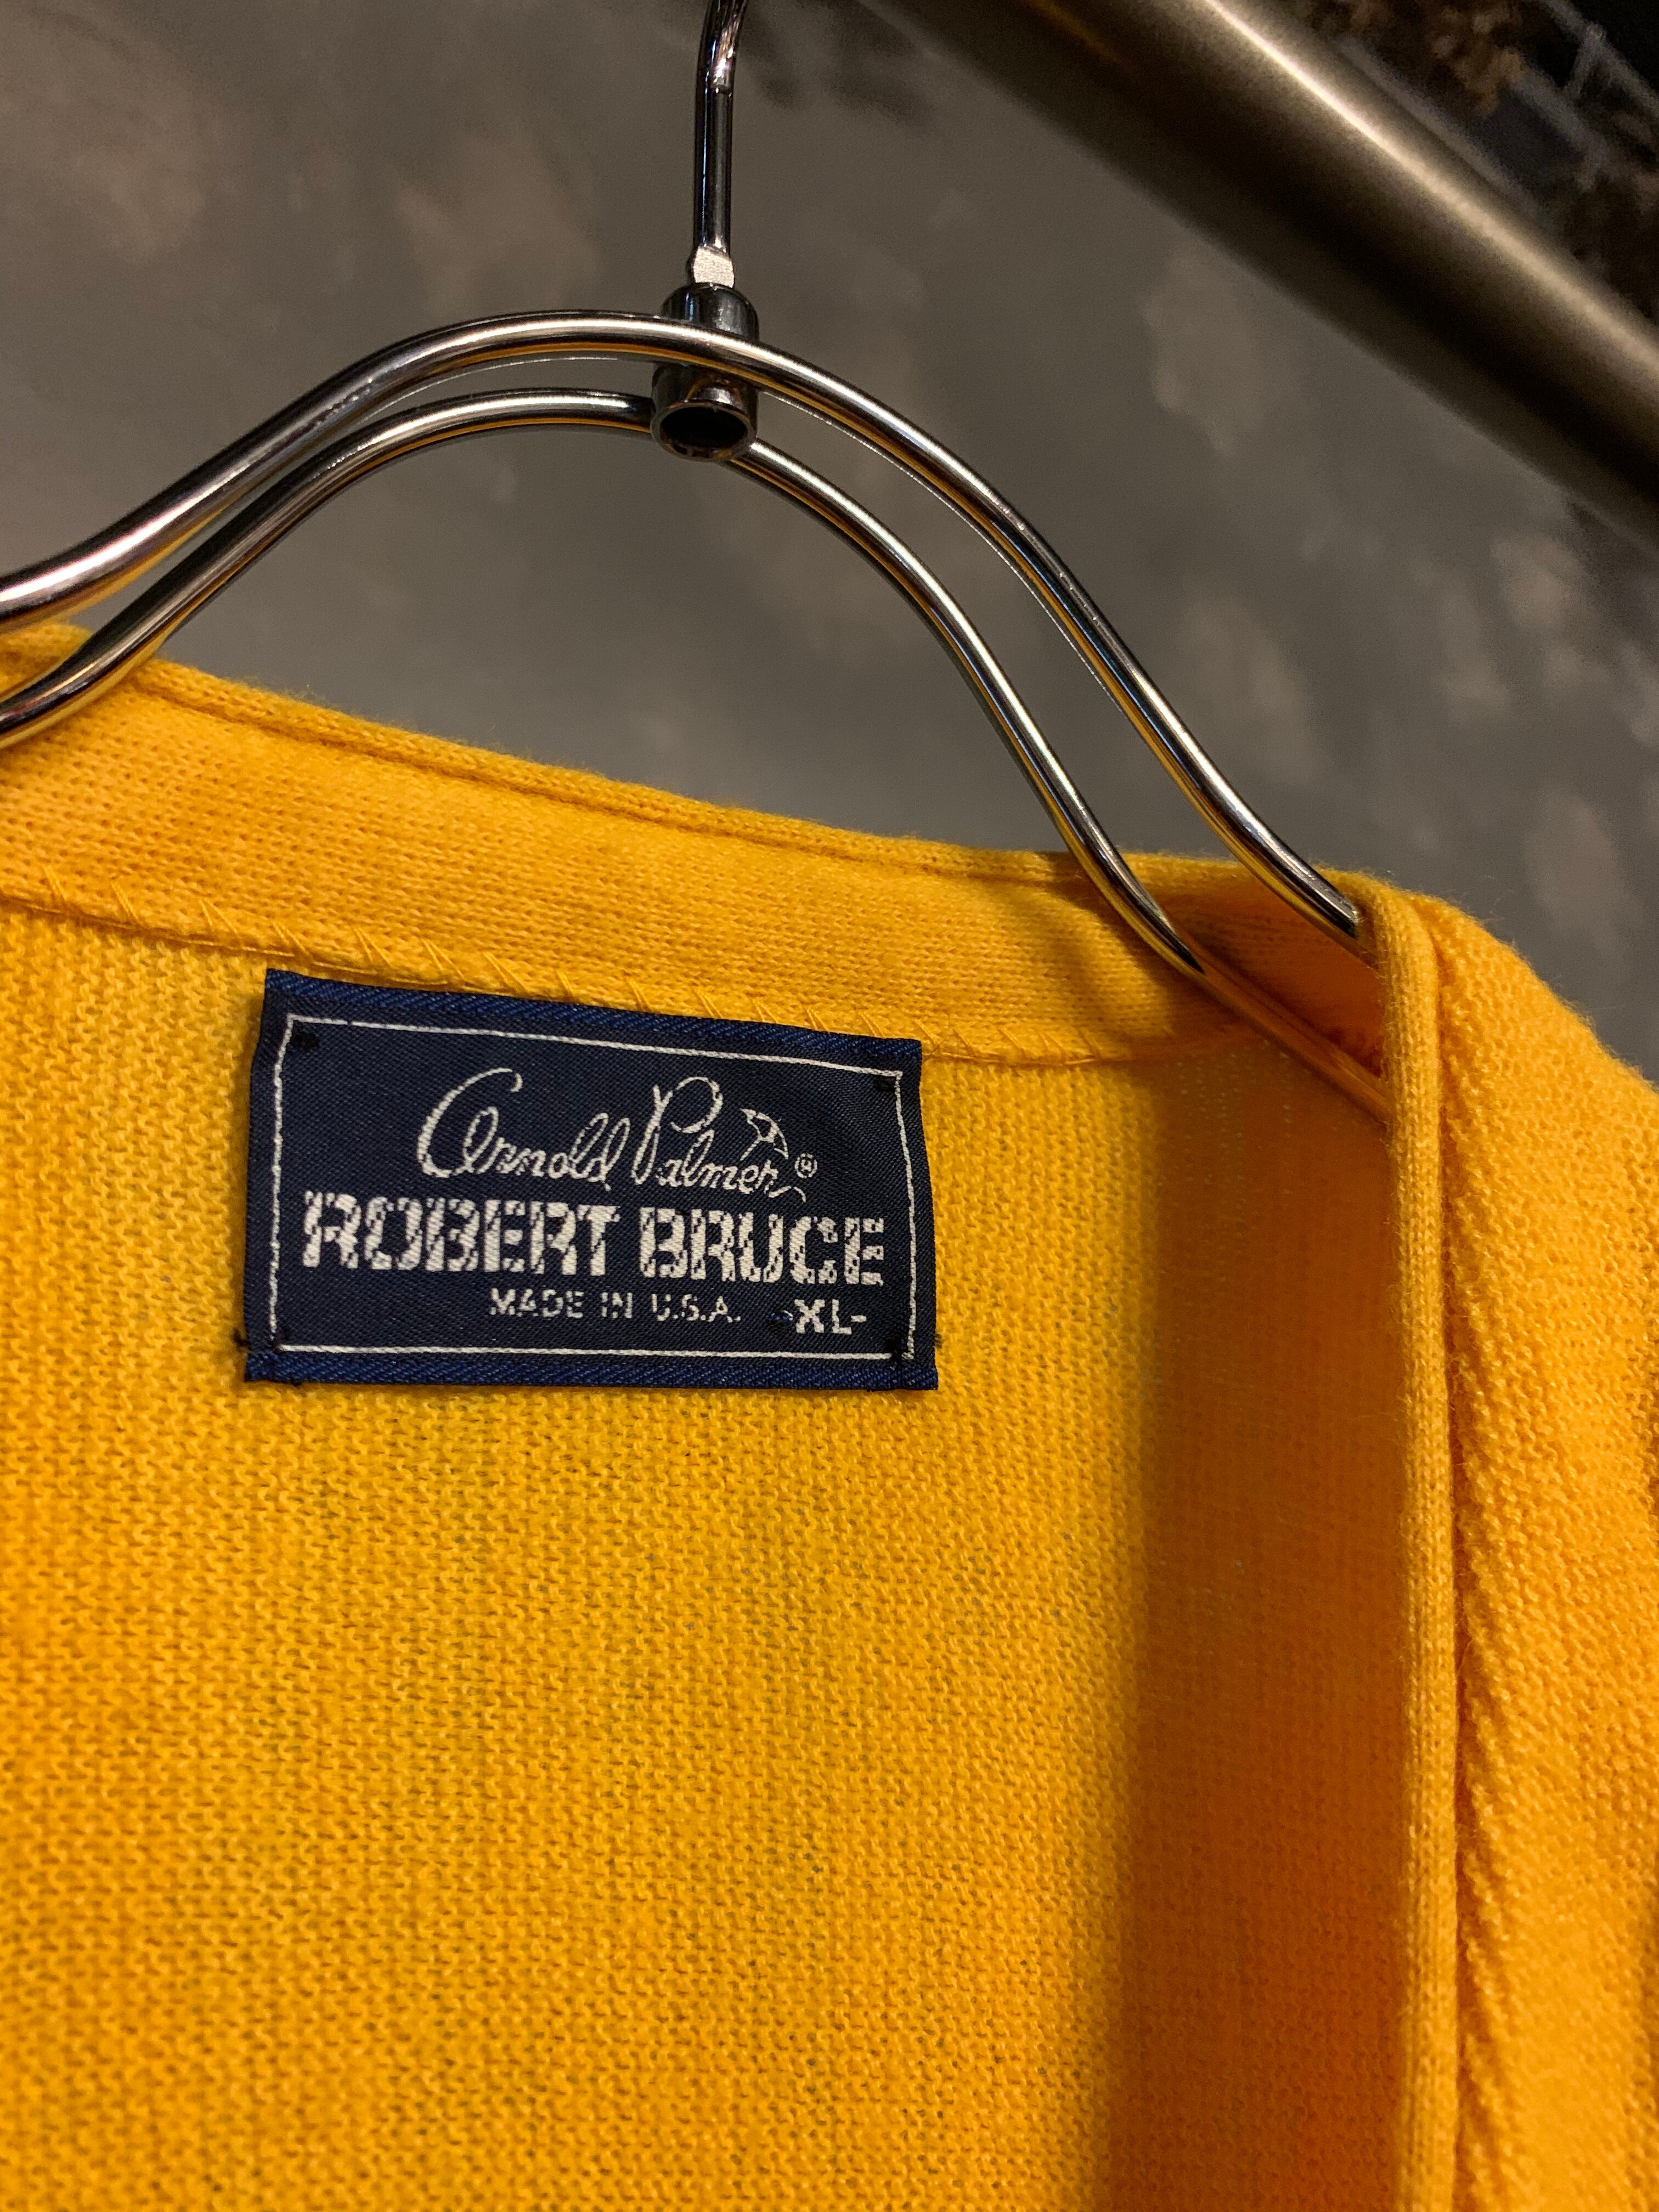 Arnold Palmer®
ROBERT BRUCE
MADE IN U.S.A. -XL-